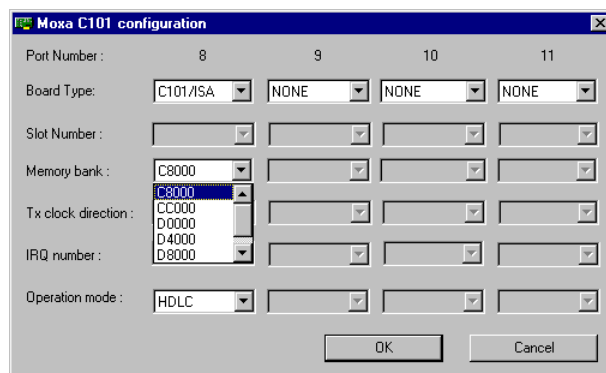 Moxa C101 configuration
Port Number : 8 9 10 11
Board Type: C101/ISA NONE NONE NONE
Slot Number :
Memory bank : C8000
C8000
CC000
Tx clock direction :
D0000
D4000
IRQ number :
D8000
Operation mode : HDLC
OK Cancel